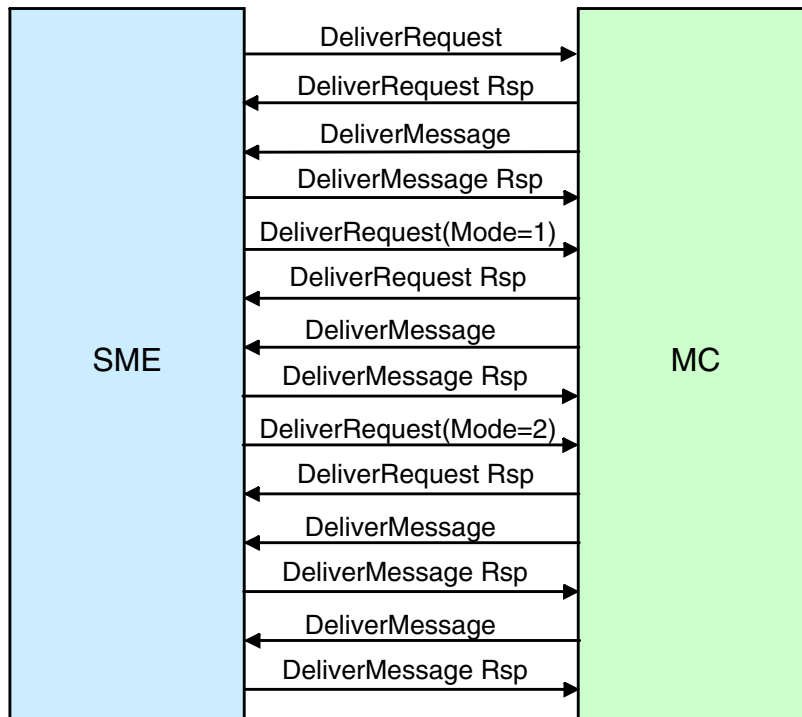 DeliverRequest
DeliverRequest Rsp
DeliverMessage
DeliverMessage Rsp
DeliverRequest(Mode=1)
DeliverRequest Rsp
DeliverMessage
SME
MC
DeliverMessage Rsp
DeliverRequest(Mode=2)
DeliverRequest Rsp
DeliverMessage
DeliverMessage Rsp
DeliverMessage
DeliverMessage Rsp